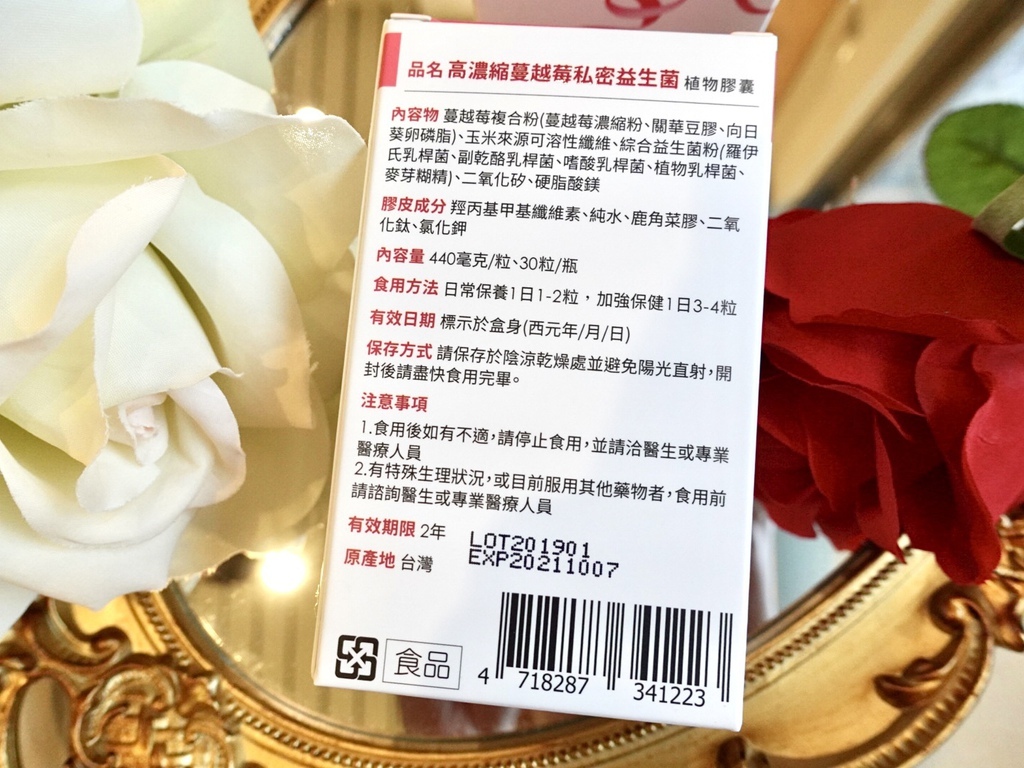 品名 高濃縮蔓越莓私密益生菌 植物膠囊
內容物 蔓越莓複合粉(蔓越莓濃縮粉、關華豆膠、向日
葵卵磷脂)、玉米來源可溶性纖維、綜合益生菌粉(羅伊
氏乳桿菌、副乾酪乳桿菌、嗜酸乳桿菌、植物乳桿菌、
麥芽糊精)、二氧化矽、硬脂酸鎂
膠皮成分 羥丙基甲基纖維素、純水、鹿角菜膠、二氧
化鈦、氯化鉀
內容量 440毫克/粒、30粒/瓶
食用方法 日常保養1日1-2粒，加強保健1日3-4粒
有效日期 標示於盒身(西元年/月/日)
保存方式 請保存於陰涼乾燥處並避免陽光直射，開
封後請盡快食用完畢。
注意事項
1.食用後如有不適，請停止食用，並請洽醫生或專業
醫療人員
2.有特殊生理狀況，或目前服用其他藥物者，食用前
請諮詢醫生或專業醫療人員
有效期限 2年
原產地 台灣
LOT201901
EXP20211007
食品
4 718287 341223